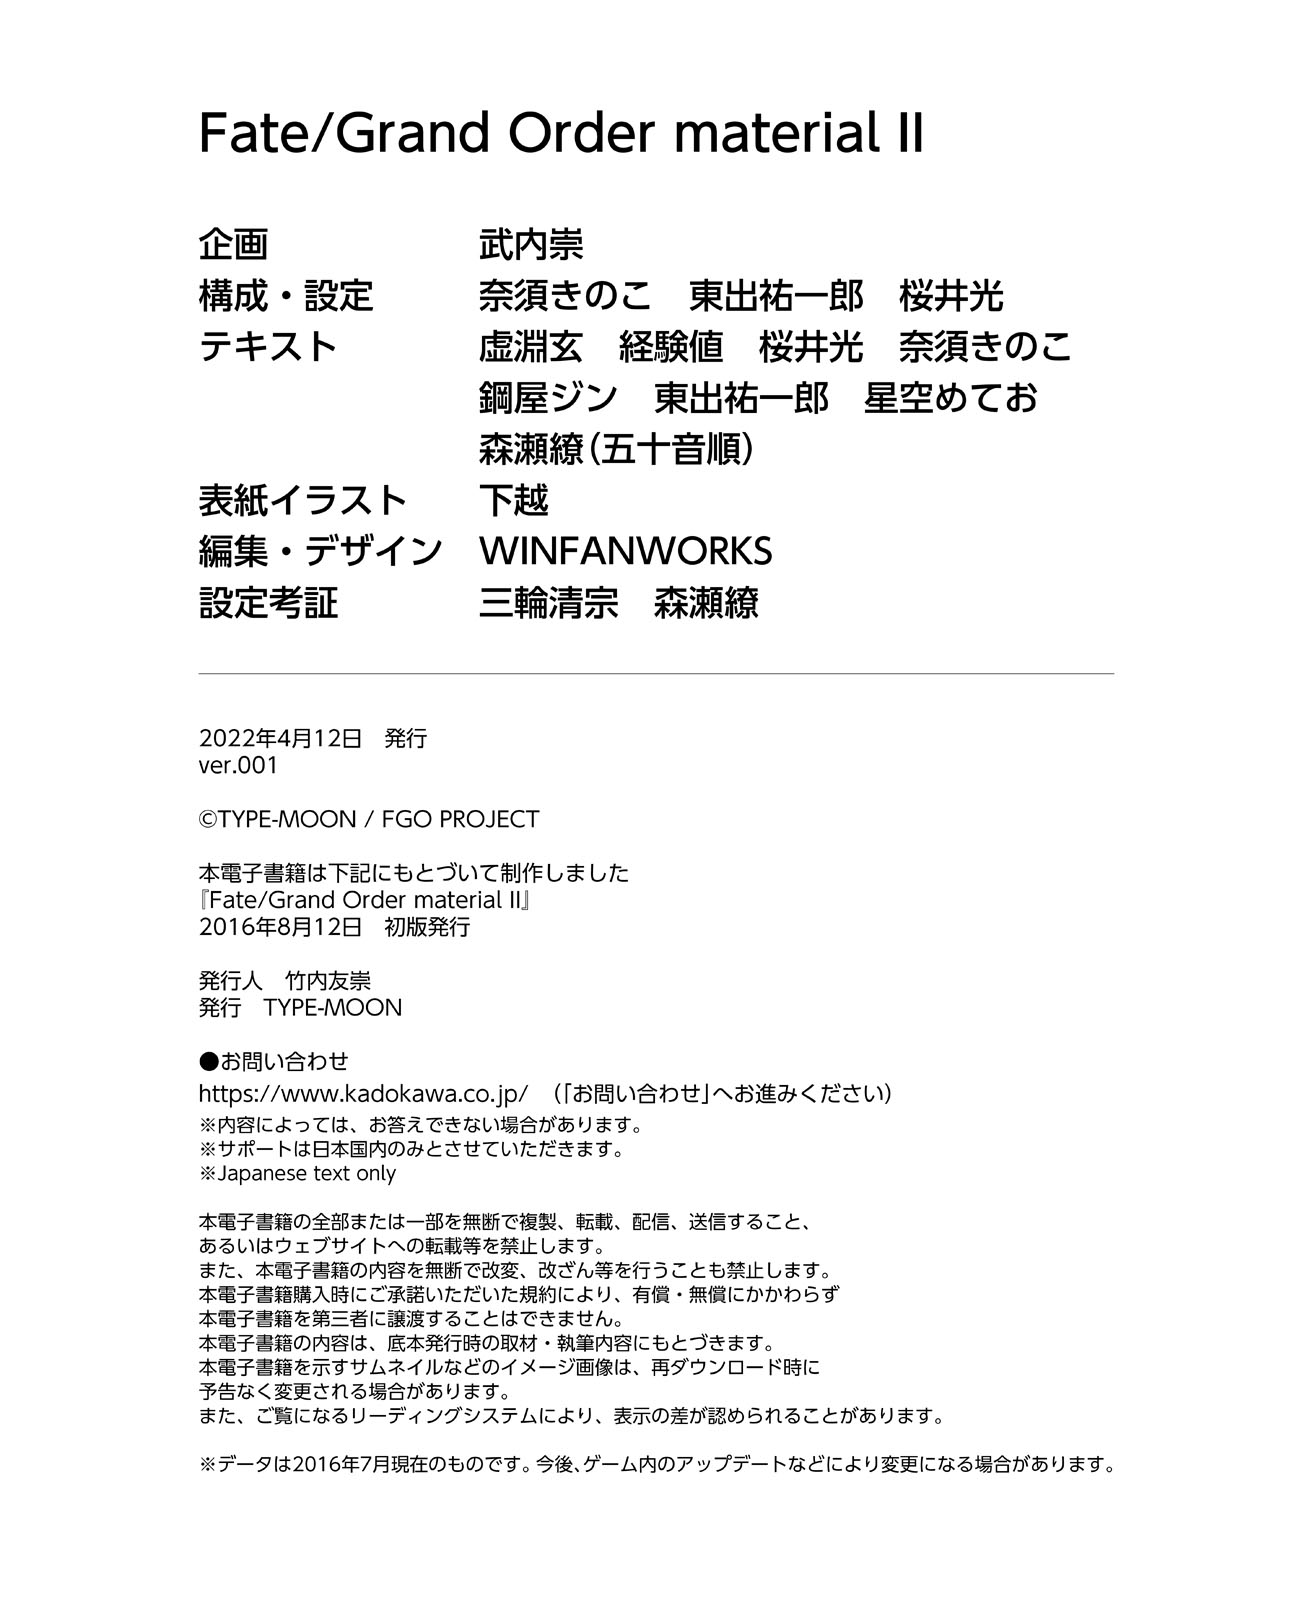 Fate/Grand Order material II
企画　武内崇
構成・設定　奈須きのこ　東出祐一郎　桜井光
テキスト　虚淵玄　経験値　桜井光　奈須きのこ
鋼屋ジン　東出祐一郎　星空めてお
森瀬繚（五十音順）
表紙イラスト　下越
編集・デザイン　WINFANWORKS
設定考証　三輪清宗　森瀬繚
2022年4月12日　発行
ver.001
©TYPE-MOON / FGO PROJECT
本電子書籍は下記にもとづいて制作しました
『Fate/Grand Order material II』
2016年8月12日　初版発行
発行人　竹内友崇
発行　TYPE-MOON
●お問い合わせ
https://www.kadokawa.co.jp/　（「お問い合わせ」へお進みください）
※内容によっては、お答えできない場合があります。
※サポートは日本国内のみとさせていただきます。
※Japanese text only
本電子書籍の全部または一部を無断で複製、転載、配信、送信すること、
あるいはウェブサイトへの転載等を禁止します。
また、本電子書籍の内容を無断で改変、改ざん等を行うことも禁止します。
本電子書籍購入時にご承諾いただいた規約により、有償・無償にかかわらず
本電子書籍を第三者に譲渡することはできません。
本電子書籍の内容は、底本発行時の取材・執筆内容にもとづきます。
本電子書籍を示すサムネイルなどのイメージ画像は、再ダウンロード時に
予告なく変更される場合があります。
また、ご覧になるリーディングシステムにより、表示の差が認められることがあります。
※データは2016年7月現在のものです。今後、ゲーム内のアップデートなどにより変更になる場合があります。